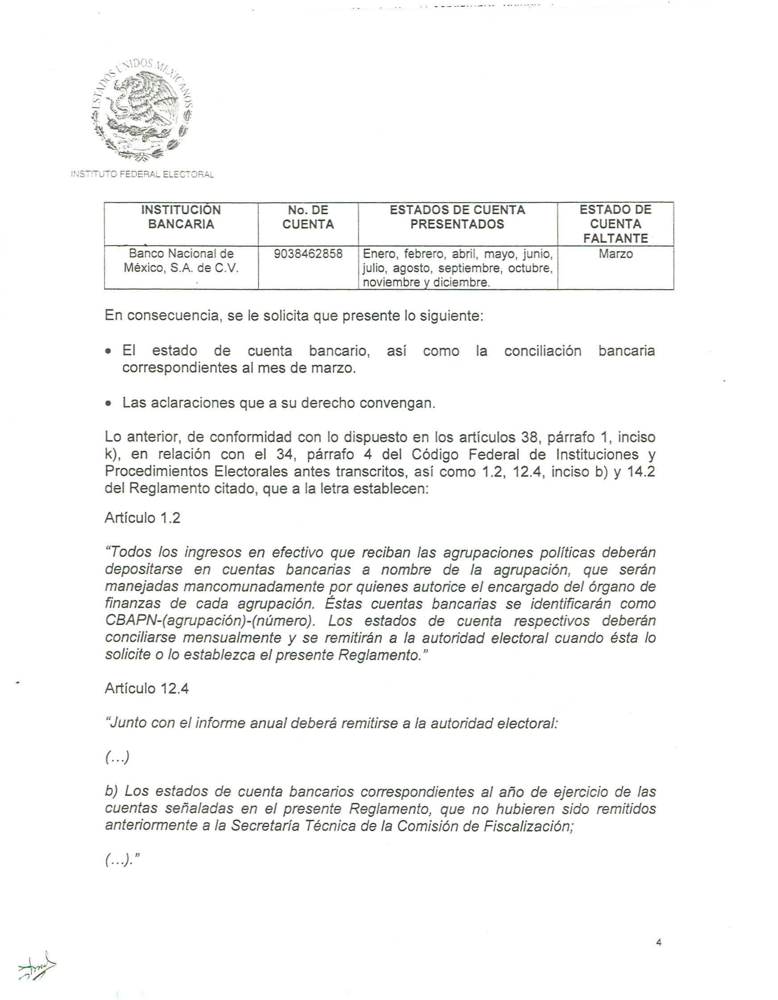 ESTADOS UNIDOS MEXICANOS
INSTITUTO FEDERAL ELECTORAL
INSTITUCIÓN BANCARIA | No. DE CUENTA | ESTADOS DE CUENTA PRESENTADOS | ESTADO DE CUENTA FALTANTE
Banco Nacional de México, S.A. de C.V. | 9038462858 | Enero, febrero, abril, mayo, junio, julio, agosto, septiembre, octubre, noviembre y diciembre. | Marzo
En consecuencia, se le solicita que presente lo siguiente:
• El estado de cuenta bancario, así como la conciliación bancaria
correspondientes al mes de marzo.
• Las aclaraciones que a su derecho convengan.
Lo anterior, de conformidad con lo dispuesto en los artículos 38, párrafo 1, inciso
k), en relación con el 34, párrafo 4 del Código Federal de Instituciones y
Procedimientos Electorales antes transcritos, así como 1.2, 12.4, inciso b) y 14.2
del Reglamento citado, que a la letra establecen:
Artículo 1.2
“Todos los ingresos en efectivo que reciban las agrupaciones políticas deberán
depositarse en cuentas bancarias a nombre de la agrupación, que serán
manejadas mancomunadamente por quienes autorice el encargado del órgano de
finanzas de cada agrupación. Éstas cuentas bancarias se identificarán como
CBAPN-(agrupación)-(número). Los estados de cuenta respectivos deberán
conciliarse mensualmente y se remitirán a la autoridad electoral cuando ésta lo
solicite o lo establezca el presente Reglamento.”
Artículo 12.4
“Junto con el informe anual deberá remitirse a la autoridad electoral:
(...)
b) Los estados de cuenta bancarios correspondientes al año de ejercicio de las
cuentas señaladas en el presente Reglamento, que no hubieren sido remitidos
anteriormente a la Secretaría Técnica de la Comisión de Fiscalización;
(...).”
4